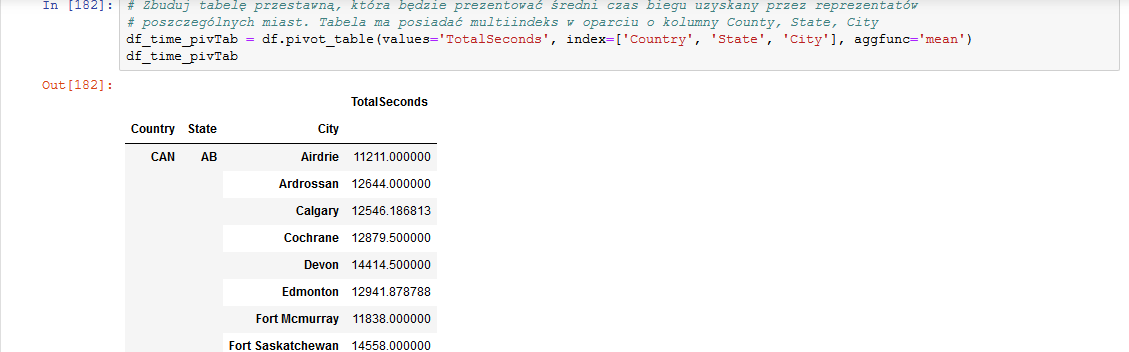 In [182]: # Zbuduj tabelę przestawną, która będzie prezentować średni czas biegu uzyskany przez reprezentatów
# poszczególnych miast. Tabela ma posiadać multiindeks w oparciu o kolumny County, State, City
df_time_pivTab = df.pivot_table(values='TotalSeconds', index=['Country', 'State', 'City'], aggfunc='mean')
df_time_pivTab
Out[182]:
TotalSeconds
Country State City
CAN AB Airdrie 11211.000000
Ardrossan 12644.000000
Calgary 12546.186813
Cochrane 12879.500000
Devon 14414.500000
Edmonton 12941.878788
Fort Mcmurray 11838.000000
Fort Saskatchewan 14558.000000